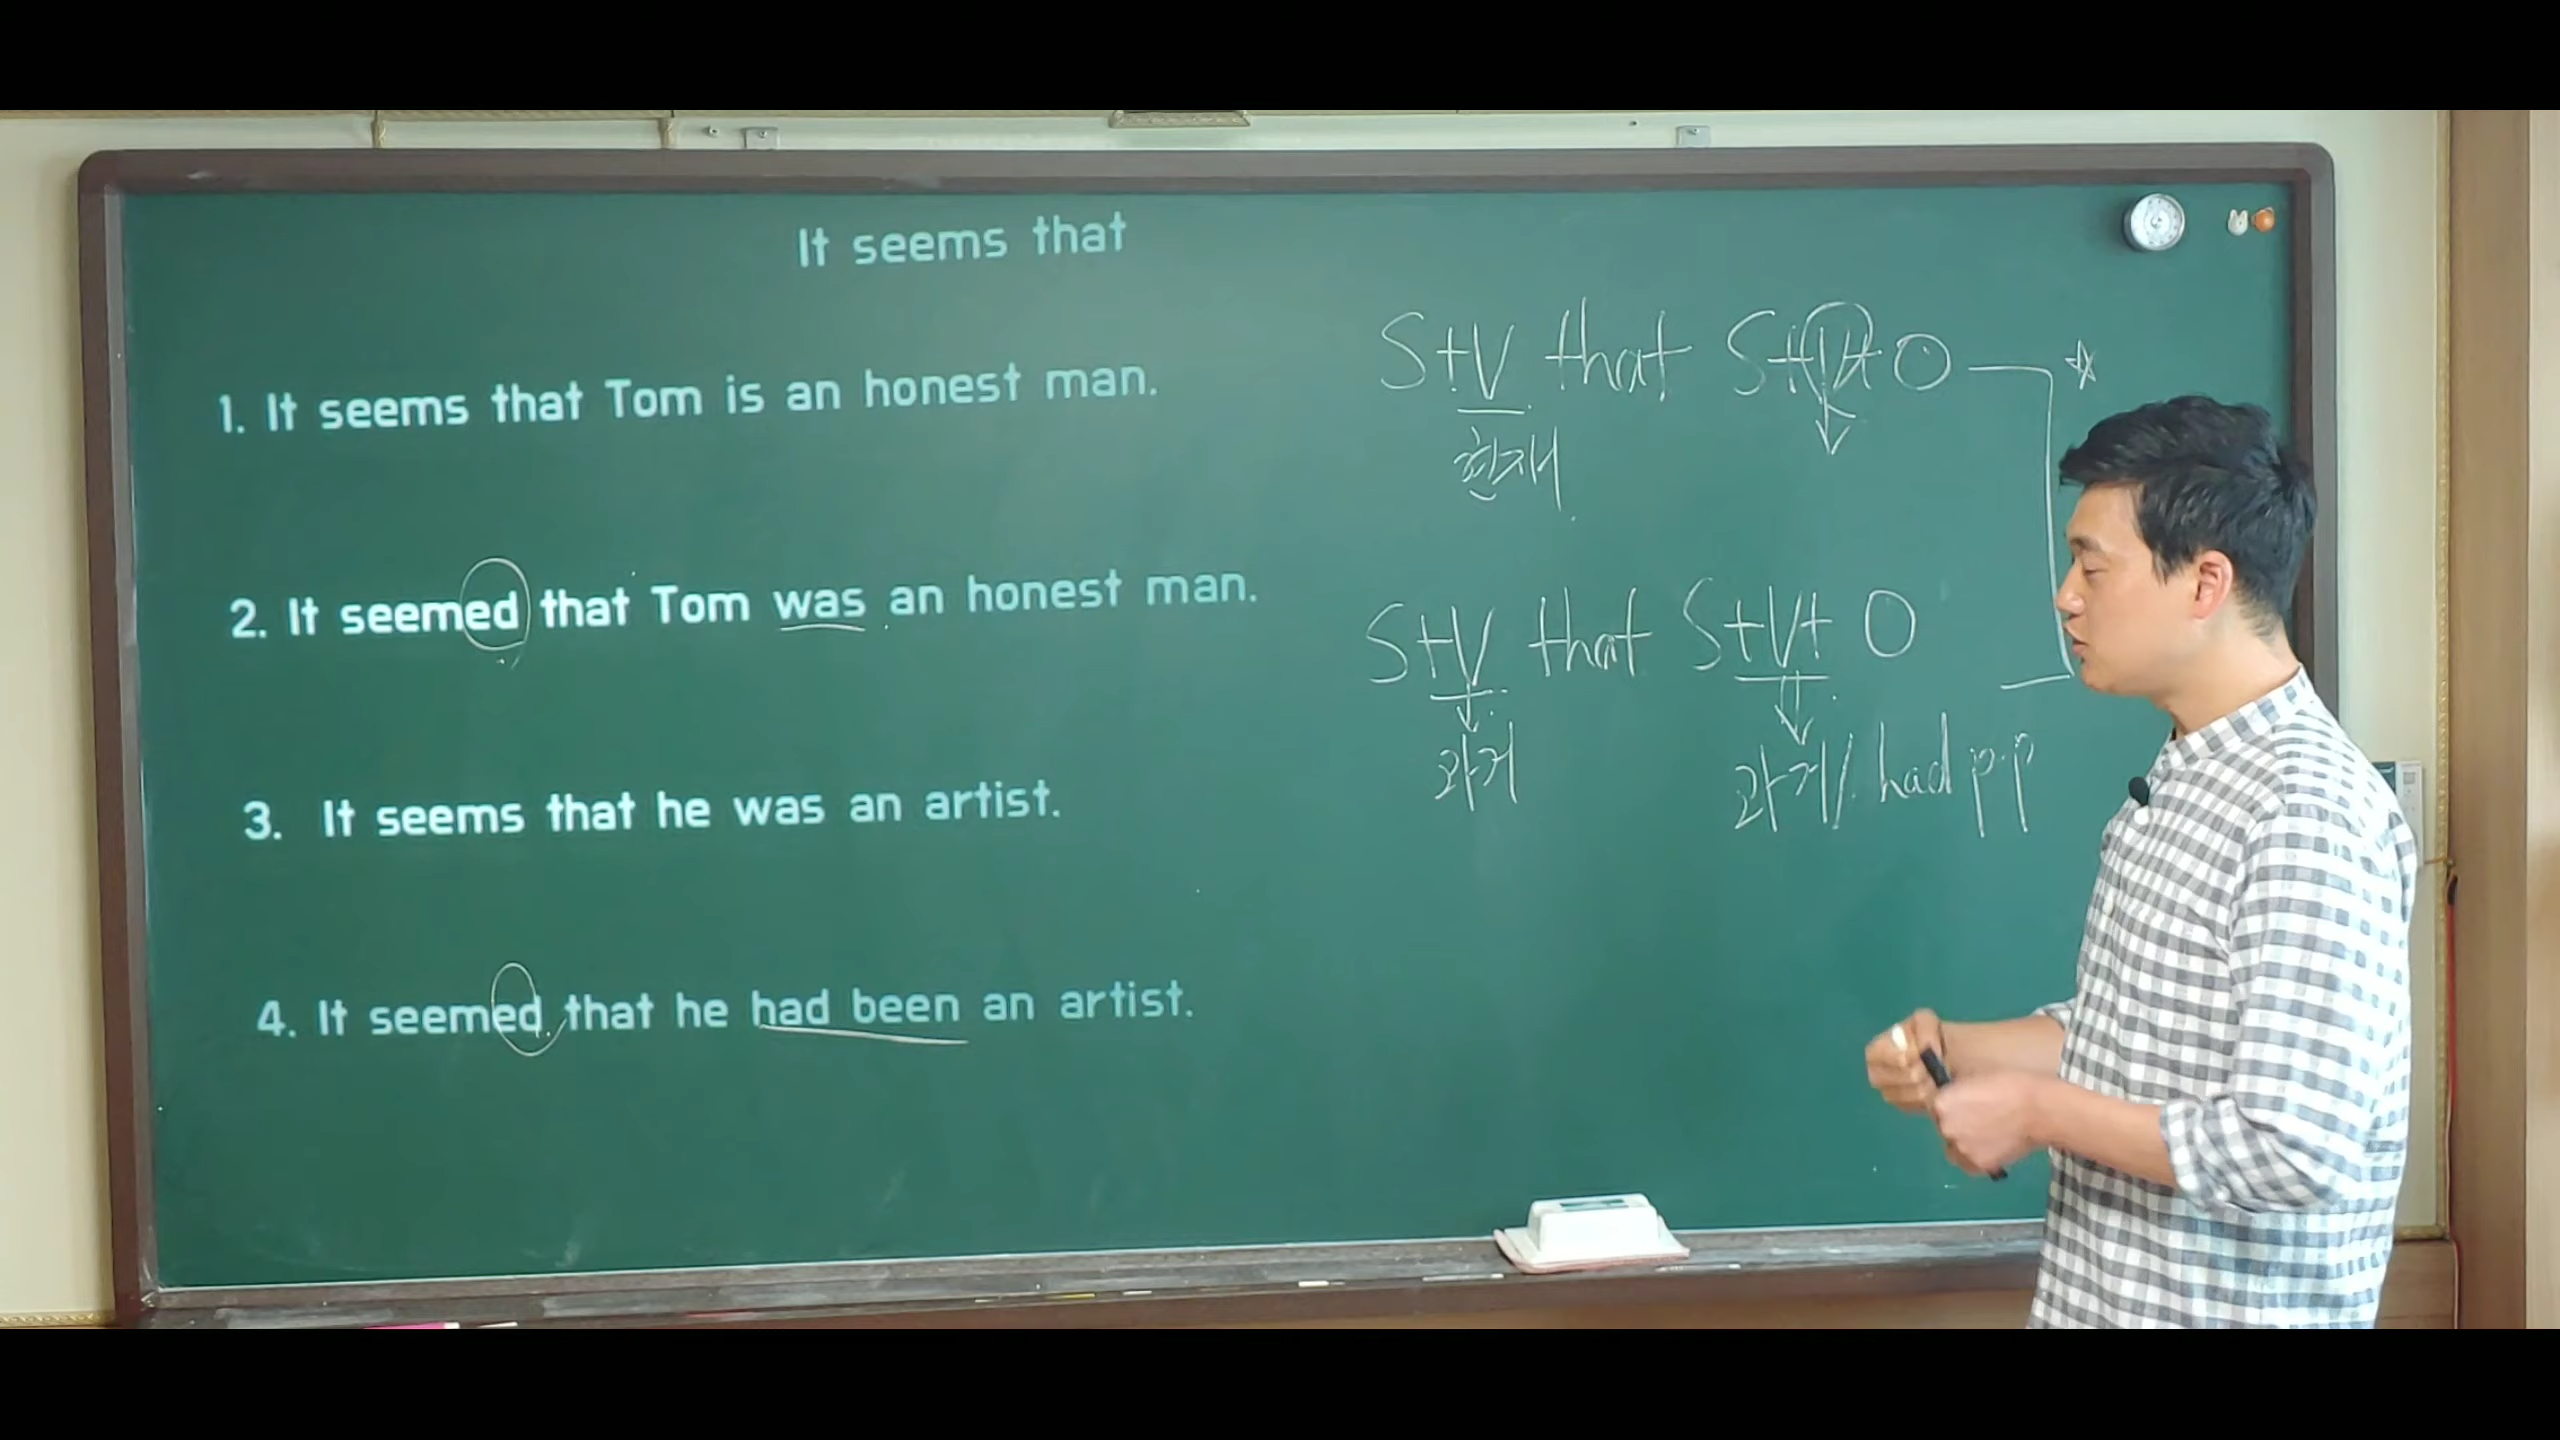 It seems that
1. It seems that Tom is an honest man.
2. It seemed that Tom was an honest man.
3. It seems that he was an artist.
4. It seemed that he had been an artist.
S+V that S+V+O
현재
S+V that S+V+ O
과거
과거/ had p.p